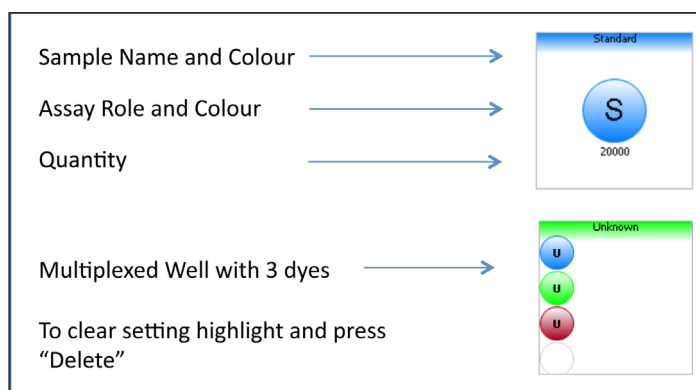 Sample Name and Colour
Standard
Assay Role and Colour
S
Quantity
20000
Unknown
U
Multiplexed Well with 3 dyes
U
U
To clear setting highlight and press
“Delete”